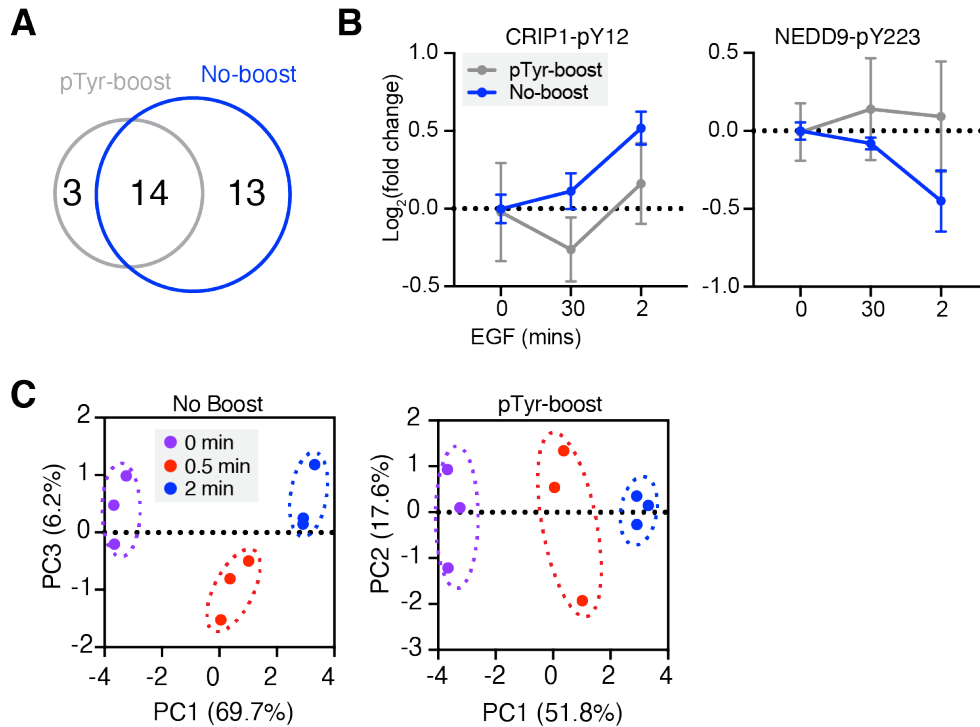 A
pTyr-boost
No-boost
3
14
13
B
CRIP1-pY12
Log2(fold change)
1.0
0.5
0.0
-0.5
pTyr-boost
No-boost
0
30
2
EGF (mins)
NEDD9-pY223
0.5
0.0
-0.5
-1.0
0
30
2
C
No Boost
PC3 (6.2%)
2
1
0
-1
-2
0 min
0.5 min
2 min
-4
-2
0
2
4
PC1 (69.7%)
pTyr-boost
PC2 (17.6%)
2
1
0
-1
-2
-3
-4
-2
0
2
4
PC1 (51.8%)